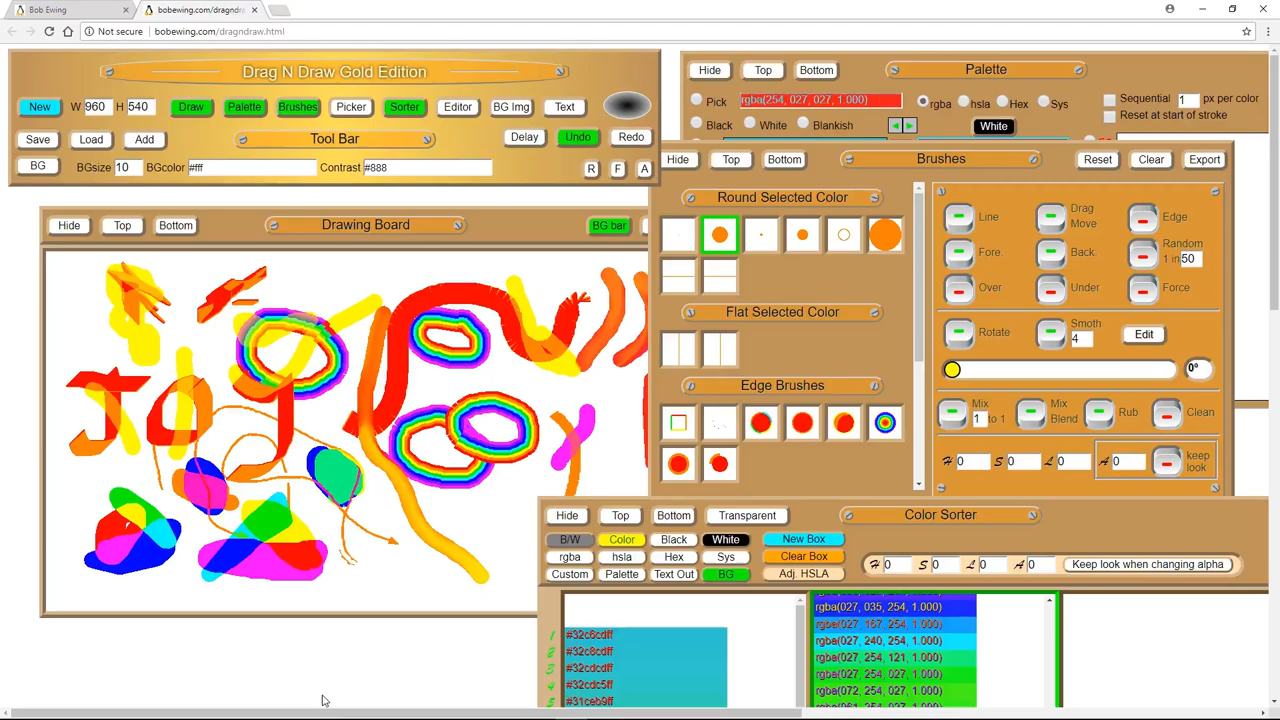 Bob Ewing
bobewing.com/dragndraw
Not secure
bobewing.com/dragndraw.html
Drag N Draw Gold Edition
New W 960 H 540 Draw Palette Brushes Picker Sorter Editor BG Img Text
Save Load Add Tool Bar Delay Undo Redo
BG BGsize 10 BGcolor #fff Contrast #888 R F A
Hide Top Bottom Palette
Pick rgba(254, 027, 027, 1.000) rgba hsla Hex Sys Sequential 1 px per color
Reset at start of stroke
Black White Blankish White
Hide Top Bottom Brushes Reset Clear Export
Round Selected Color
Flat Selected Color
Edge Brushes
Line Drag Move Edge
Fore. Back. Random 1 in 50
Over Under Force
Rotate Smoth 4 Edit
0°
Mix 1 to 1 Mix Blend Rub Clean
H 0 S 0 L 0 A 0 keep look
Hide Top Bottom Drawing Board BG bar
JoJ
Hide Top Bottom Transparent Color Sorter
B/W Color Black White New Box
rgba hsla Hex Sys Clear Box
Custom Palette Text Out BG Adj. HSLA
H 0 S 0 L 0 A 0 Keep look when changing alpha
1 #32c6cdff
2 #32c8cdff
3 #32cdcdff
4 #32cdc5ff
5 #31ceb9ff
rgba(027, 035, 254, 1.000)
rgba(027, 167, 254, 1.000)
rgba(027, 240, 254, 1.000)
rgba(027, 254, 121, 1.000)
rgba(027, 254, 027, 1.000)
rgba(072, 254, 027, 1.000)